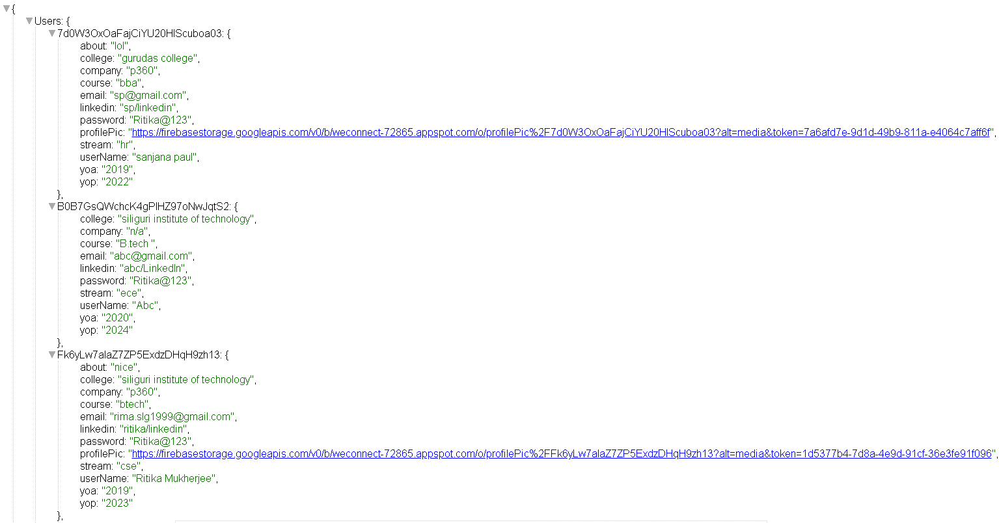 {
Users: {
7d0W3OxOaFajCiYU20HlScuboa03: {
about: "lol",
college: "gurudas college",
company: "p360",
course: "bba",
email: "sp@gmail.com",
linkedin: "sp/linkedin",
password: "Ritika@123",
profilePic: "https://firebasestorage.googleapis.com/v0/b/weconnect-72865.appspot.com/o/profilePic%2F7d0W3OxOaFajCiYU20HlScuboa03?alt=media&token=7a6afd7e-9d1d-49b9-811a-e4064c7aff6f",
stream: "hr",
userName: "sanjana paul",
yoa: "2019",
yop: "2022"
},
B0B7GsQWchcK4gPlHZ97oNwJqtS2: {
college: "siliguri institute of technology",
company: "n/a",
course: "B.tech ",
email: "abc@gmail.com",
linkedin: "abc/LinkedIn",
password: "Ritika@123",
stream: "ece",
userName: "Abc",
yoa: "2020",
yop: "2024"
},
Fk6yLw7alaZ7ZP5ExdzDHqH9zh13: {
about: "nice",
college: "siliguri institute of technology",
company: "p360",
course: "btech",
email: "rima.slg1999@gmail.com",
linkedin: "ritika/linkedin",
password: "Ritika@123",
profilePic: "https://firebasestorage.googleapis.com/v0/b/weconnect-72865.appspot.com/o/profilePic%2FFk6yLw7alaZ7ZP5ExdzDHqH9zh13?alt=media&token=1d5377b4-7d8a-4e9d-91cf-36e3fe91f096",
stream: "cse",
userName: "Ritika Mukherjee",
yoa: "2019",
yop: "2023"
},